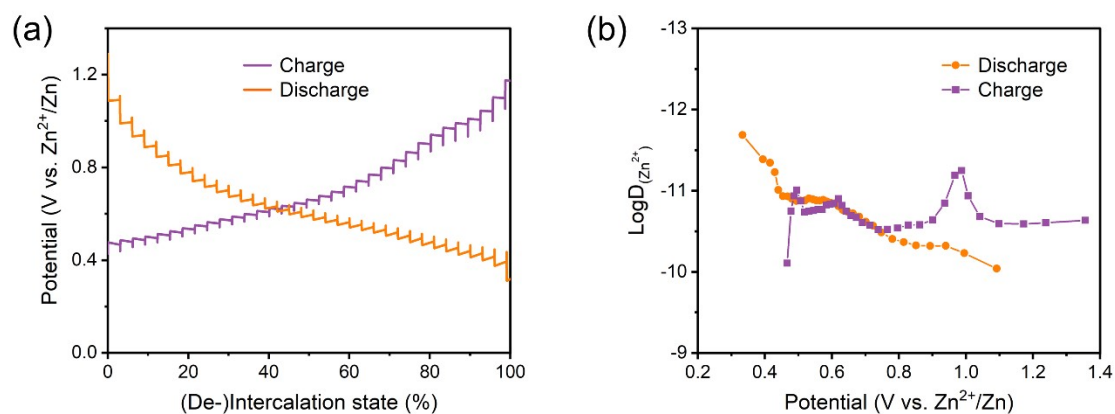 (a)
Charge
Discharge
1.2
0.8
0.4
0.0
0
20
40
60
80
100
Potential (V vs. Zn²⁺/Zn)
(De-)Intercalation state (%)
(b)
Discharge
Charge
-13
-12
-11
-10
-9
0.2
0.4
0.6
0.8
1.0
1.2
1.4
LogD(Zn²⁺)
Potential (V vs. Zn²⁺/Zn)